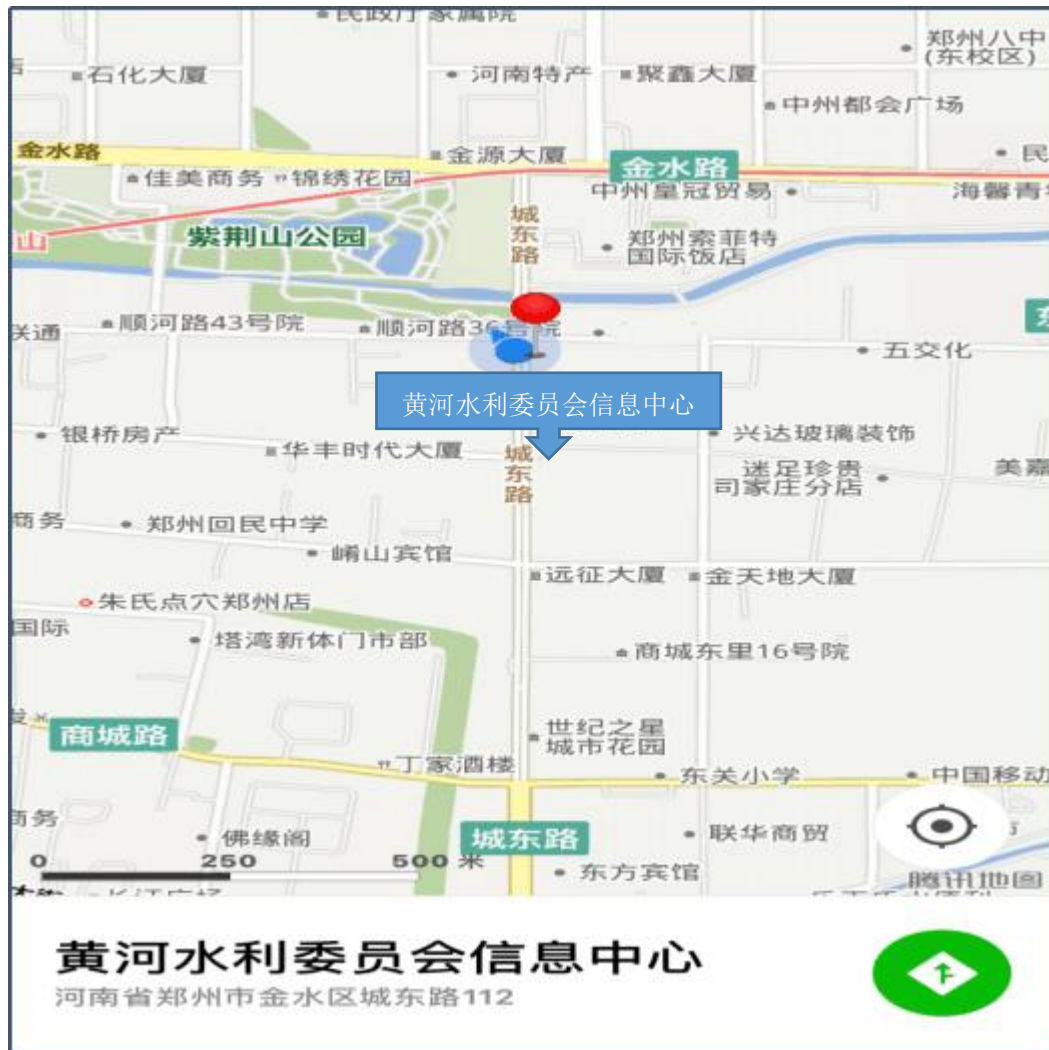 民政厅家属院
郑州八中
(东校区)
石化大厦
河南特产
聚鑫大厦
中州都会广场
金水路
金源大厦
金水路
民
佳美商务
锦绣花园
中州皇冠贸易
海馨青年
城东路
山
紫荆山公园
郑州索菲特
国际饭店
联通
顺河路43号院
顺河路36号院
五交化
黄河水利委员会信息中心
银桥房产
华丰时代大厦
城东路
兴达玻璃装饰
迷足珍贵
司家庄分店
美嘉
商务
郑州回民中学
崤山宾馆
远征大厦
金天地大厦
朱氏点穴郑州店
国际
塔湾新体门市部
商城东里16号院
商城路
世纪之星
城市花园
丁家酒楼
东关小学
中国移动
商务
佛缘阁
城东路
联华商贸
0 250 500 米
东方宾馆
腾讯地图
黄河水利委员会信息中心
河南省郑州市金水区城东路112